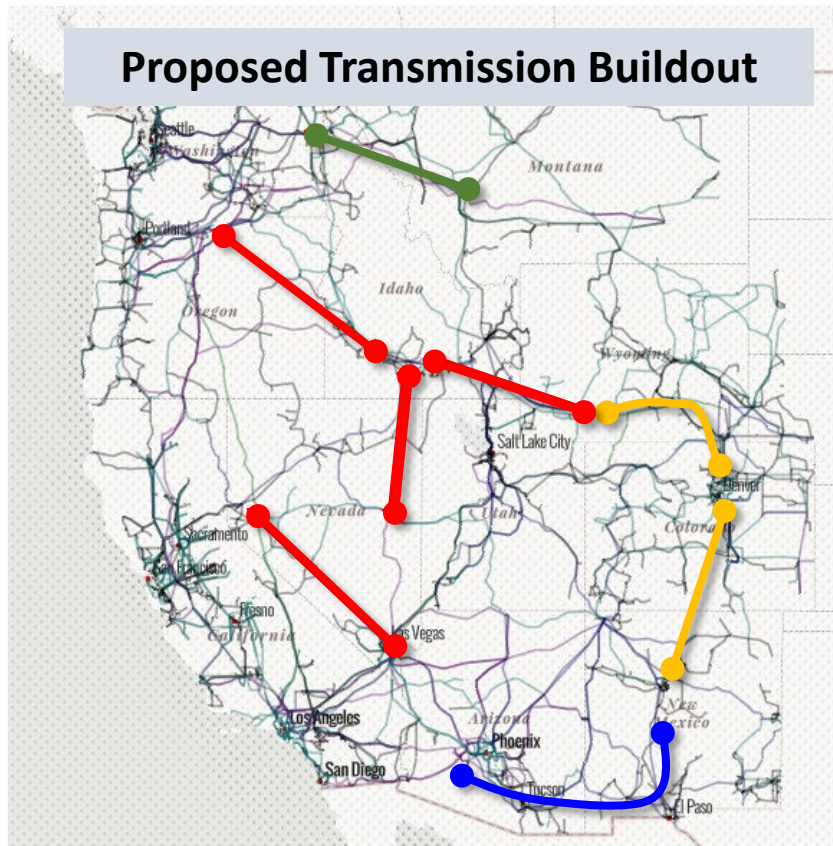 Proposed Transmission Buildout
Seattle
Washington
Montana
Portland
Idaho
Oregon
Wyoming
Salt Lake City
Denver
Nevada
Utah
Colorado
Sacramento
San Francisco
Fresno
California
Las Vegas
New
Mexico
Arizona
Los Angeles
Phoenix
San Diego
Tucson
El Paso